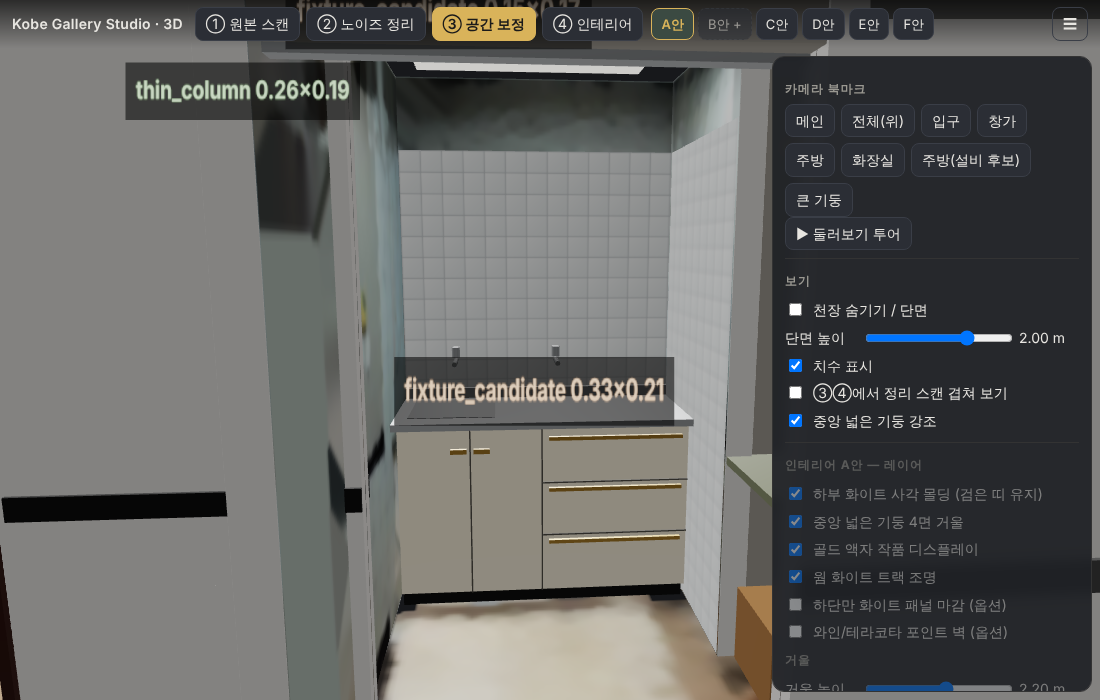 Kobe Gallery Studio · 3D
① 원본 스캔
② 노이즈 정리
③ 공간 보정
④ 인테리어
A안
B안 +
C안
D안
E안
F안
☰
thin_column 0.26×0.19
fixture_candidate 0.33×0.21
카메라 북마크
메인
전체(위)
입구
창가
주방
화장실
주방(설비 후보)
큰 기둥
▶ 둘러보기 투어
보기
천장 숨기기 / 단면
단면 높이 2.00 m
치수 표시
③④에서 정리 스캔 겹쳐 보기
중앙 넓은 기둥 강조
인테리어 A안 — 레이어
하부 화이트 사각 몰딩 (검은 띠 유지)
중앙 넓은 기둥 4면 거울
골드 액자 작품 디스플레이
웜 화이트 트랙 조명
하단만 화이트 패널 마감 (옵션)
와인/테라코타 포인트 벽 (옵션)
거울
거울 높이 2.20 m